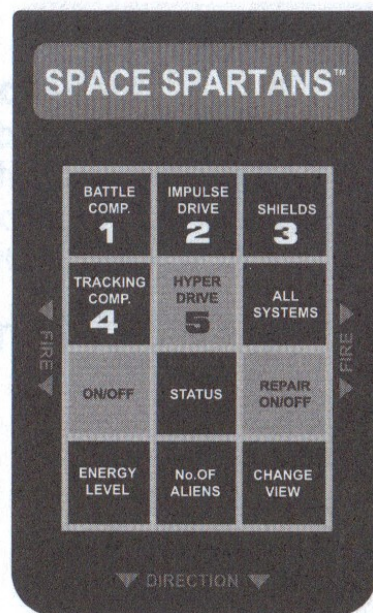 SPACE SPARTANS™
BATTLE
COMP.
1
IMPULSE
DRIVE
2
SHIELDS
3
TRACKING
COMP.
4
HYPER
DRIVE
5
ALL
SYSTEMS
FIRE
FIRE
ON/OFF
STATUS
REPAIR
ON/OFF
ENERGY
LEVEL
No.OF
ALIENS
CHANGE
VIEW
DIRECTION